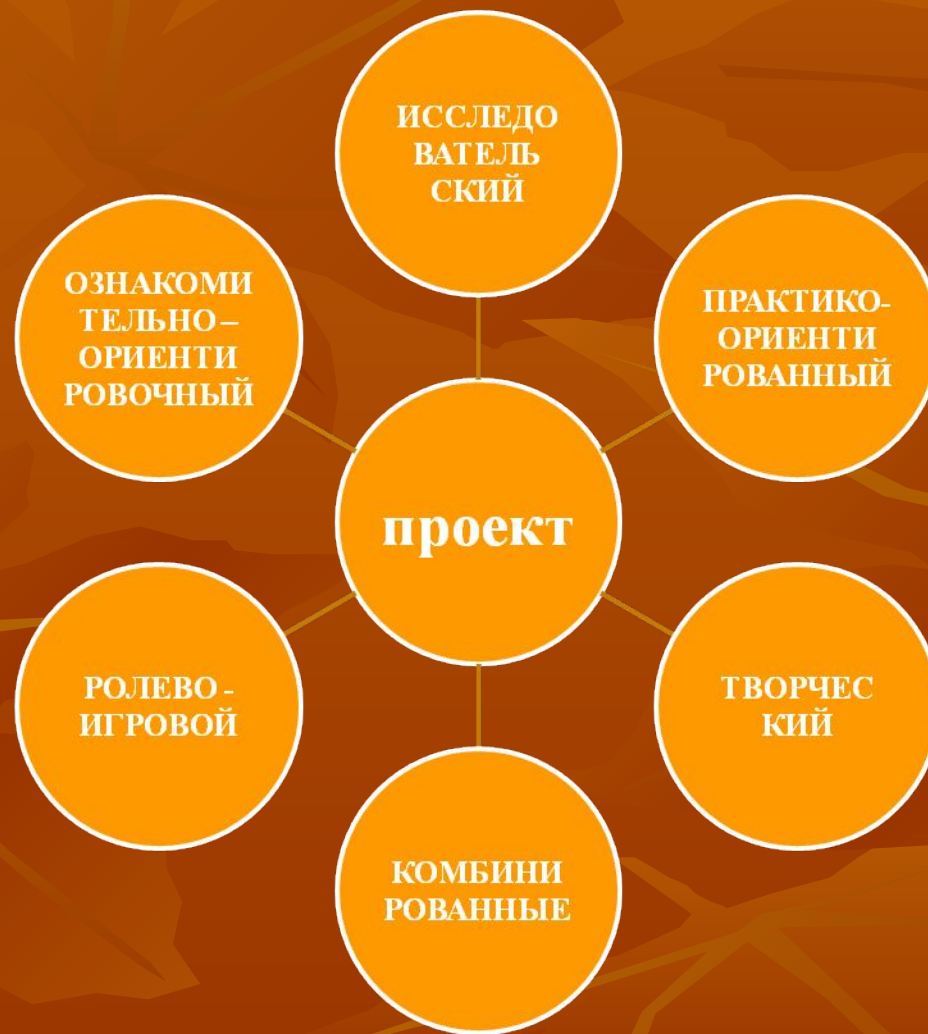 ИССЛЕДО
ВАТЕЛЬ
СКИЙ
ОЗНАКОМИ
ТЕЛЬНО –
ОРИЕНТИ
РОВОЧНЫЙ
ПРАКТИКО-
ОРИЕНТИ
РОВАННЫЙ
проект
РОЛЕВО -
ИГРОВОЙ
ТВОРЧЕС
КИЙ
КОМБИНИ
РОВАННЫЕ